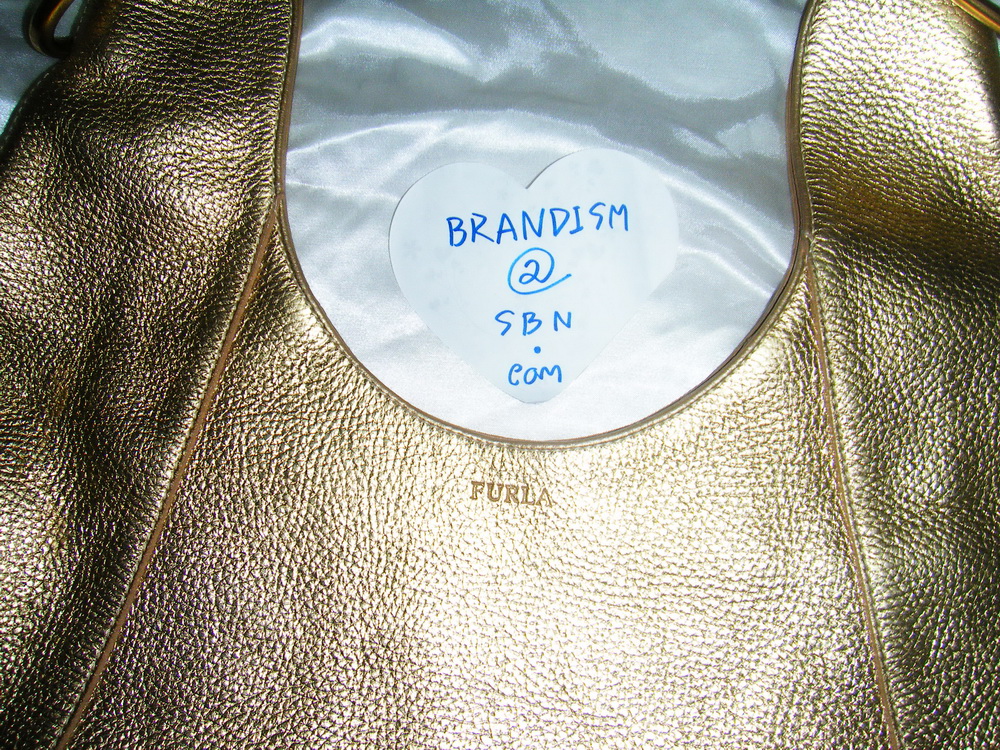 BRANDISM
@
SBN
.
com
FURLA